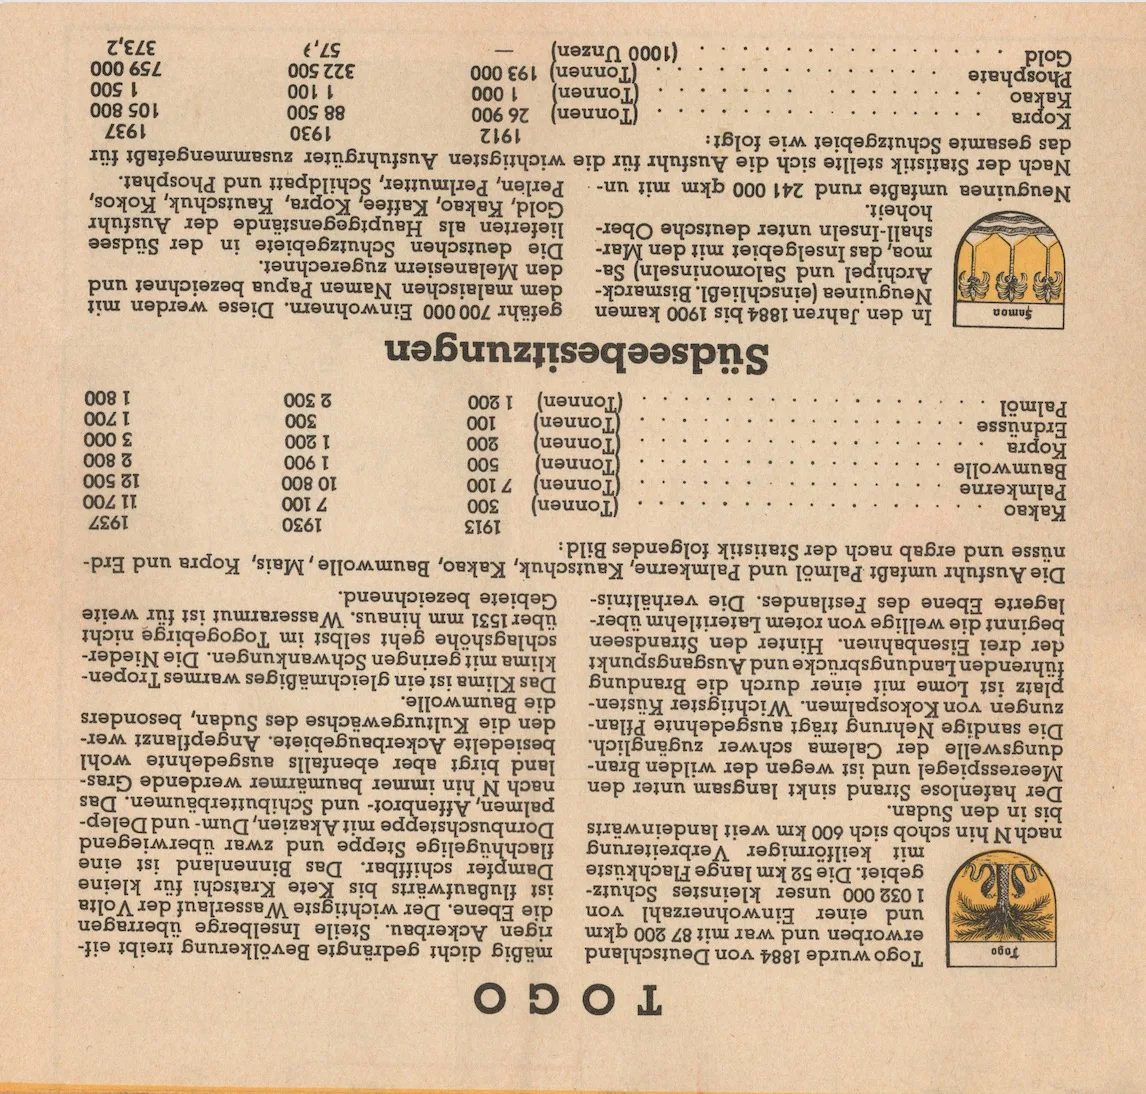 TOGO
Togo
Togo wurde 1884 von Deutschland
erworben und war mit 87 200 qkm
und einer Einwohnerzahl von
1 032 000 unser kleinstes Schutz-
gebiet. Die 52 km lange Flachküste
mit keilförmiger Verbreiterung
nach N hin schob sich 600 km weit landeinwärts
bis in den Sudan.
Der hafenlose Strand sinkt langsam unter den
Meeresspiegel und ist wegen der wilden Bran-
dungswelle der Calema schwer zugänglich.
Die sandige Nehrung trägt ausgedehnte Pflan-
zungen von Kokospalmen. Wichtigster Küsten-
platz ist Lome mit einer durch die Brandung
führenden Landungsbrücke und Ausgangspunkt
der drei Eisenbahnen. Hinter den Strandseen
beginnt die wellige von rotem Lateritlehm über-
lagerte Ebene des Festlandes. Die verhältnis-
mäßig dicht gedrängte Bevölkerung treibt eif-
rigen Ackerbau. Steile Inselberge überragen
die Ebene. Der wichtigste Wasserlauf der Volta
ist flußaufwärts bis Kete Kratschi für kleine
Dampfer schiffbar. Das Binnenland ist eine
flachhügelige Steppe und zwar überwiegend
Dornbuschsteppe mit Akazien, Dum- und Delep-
palmen, Affenbrot- und Schibutterbäumen. Das
nach N hin immer baumärmer werdende Gras-
land birgt aber ebenfalls ausgedehnte wohl
besiedelte Ackerbaugebiete. Angepflanzt wer-
den die Kulturgewächse des Sudan, besonders
die Baumwolle.
Das Klima ist ein gleichmäßiges warmes Tropen-
klima mit geringen Schwankungen. Die Nieder-
schlagshöhe geht selbst im Togogebirge nicht
über 1531 mm hinaus. Wasserarmut ist für weite
Gebiete bezeichnend.
Die Ausfuhr umfaßt Palmöl und Palmkerne, Kautschuk, Kakao, Baumwolle, Mais, Kopra und Erd-
nüsse und ergab nach der Statistik folgendes Bild:
1913 1930 1937
Kakao . . . . . . . . . . . . . . (Tonnen) 300 7 100 11 700
Palmkerne . . . . . . . . . . . . . . (Tonnen) 7 100 10 800 12 500
Baumwolle . . . . . . . . . . . . . . (Tonnen) 500 1 900 2 800
Kopra . . . . . . . . . . . . . . (Tonnen) 200 1 200 3 000
Erdnüsse . . . . . . . . . . . . . . (Tonnen) 100 300 1 700
Palmöl . . . . . . . . . . . . . . (Tonnen) 1 200 2 300 1 800
Südseebesitzungen
Samoa
In den Jahren 1884 bis 1900 kamen
Neuguinea (einschließl. Bismarck-
Archipel und Salomoninseln) Sa-
moa, das Inselgebiet mit den Mar-
shall-Inseln unter deutsche Ober-
hoheit.
Neuguinea umfaßte rund 241 000 qkm mit un-
gefähr 700 000 Einwohnern. Diese werden mit
dem malaischen Namen Papua bezeichnet und
den Melanesiern zugerechnet.
Die deutschen Schutzgebiete in der Südsee
lieferten als Hauptgegenstände der Ausfuhr
Gold, Kakao, Kaffee, Kopra, Kautschuk, Kokos,
Perlen, Perlmutter, Schildpatt und Phosphat.
Nach der Statistik stellte sich die Ausfuhr für die wichtigsten Ausfuhrgüter zusammengefaßt für
das gesamte Schutzgebiet wie folgt:
1912 1930 1937
Kopra . . . . . . . . . . . . . . (Tonnen) 26 900 88 500 105 800
Kakao . . . . . . . . . . . . . . (Tonnen) 1 000 1 100 1 500
Phosphate . . . . . . . . . . . . . . (Tonnen) 193 000 322 500 759 000
Gold . . . . . . . . . . . . . . (1000 Unzen) — 373,2